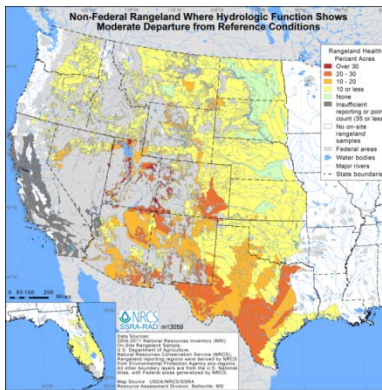 Non-Federal Rangeland Where Hydrologic Function Shows
Moderate Departure from Reference Conditions
Rangeland Health
Percent Acres
Over 30
20 - 30
10 - 20
10 or less
None
Insufficient
reporting or point
count (35 or less)
No on-site
rangeland
samples
Federal areas
Water bodies
Major rivers
State boundaries
0 50 100 200
Miles
NRCS
SSRA-RAD m13059
Data Sources:
2004-2011 National Resources Inventory (NRI)
On-Site Rangeland Sample,
U.S. Department of Agriculture,
Natural Resources Conservation Service (NRCS).
Rangeland reporting regions were derived by NRCS
from Environmental Protection Agency eco-regions.
All other boundary layers are from the U.S. National
Atlas, with Federal areas generated by NRCS.
Map Source: USDA/NRCS/SSRA
Resource Assessment Division, Beltsville, MD